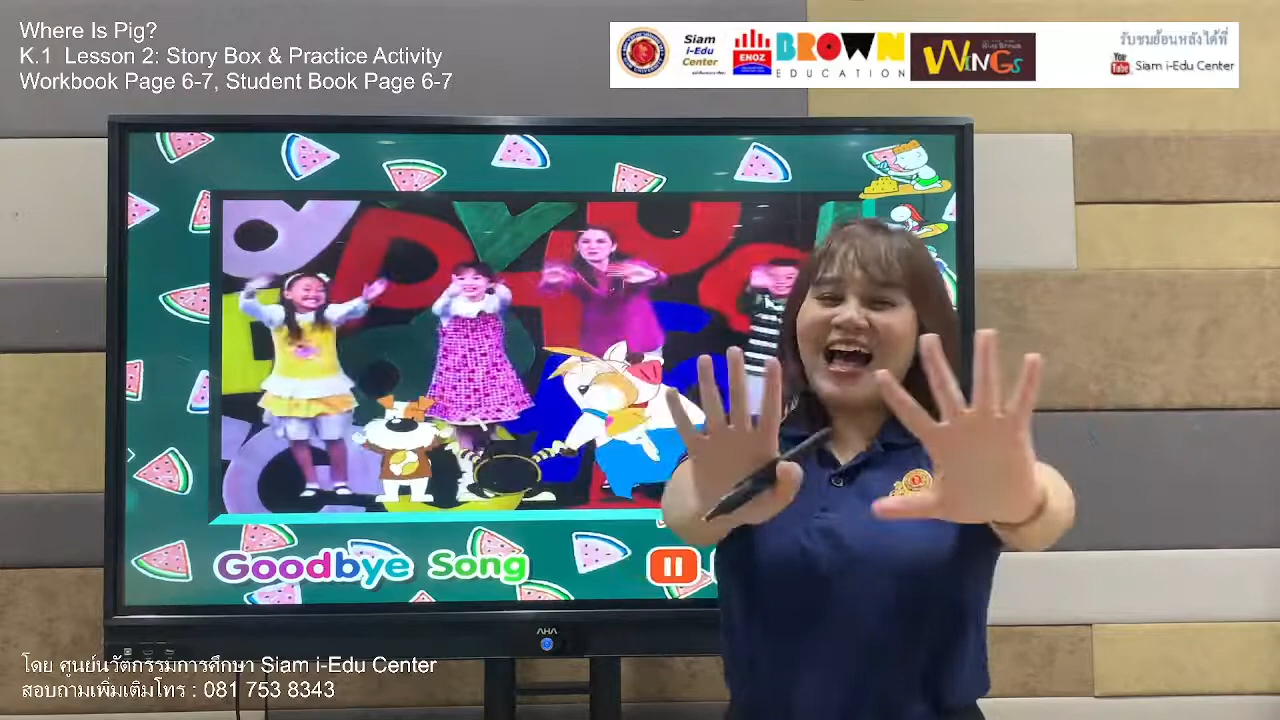 Where Is Pig?
K.1 Lesson 2: Story Box & Practice Activity
Workbook Page 6-7, Student Book Page 6-7
Siam
i-Edu
Center
ENQZ
BROWN
EDUCATION
WINGS
รับชมย้อนหลังได้ที่
You Tube Siam i-Edu Center
Goodbye Song
AHA
โดย ศูนย์นวัตกรรมการศึกษา Siam i-Edu Center
สอบถามเพิ่มเติมโทร : 081 753 8343